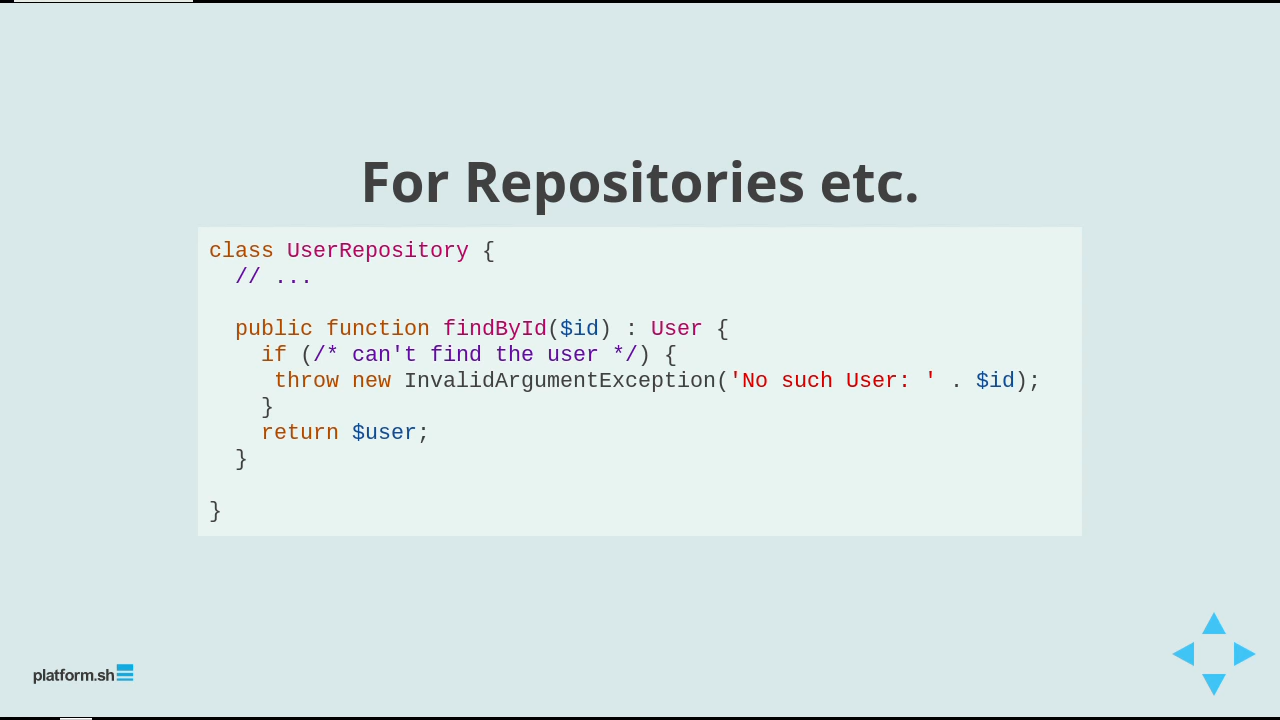 For Repositories etc.
class UserRepository {
  // ...
  public function findById($id) : User {
    if (/* can't find the user */) {
     throw new InvalidArgumentException('No such User: ' . $id);
    }
    return $user;
  }
}
platform.sh